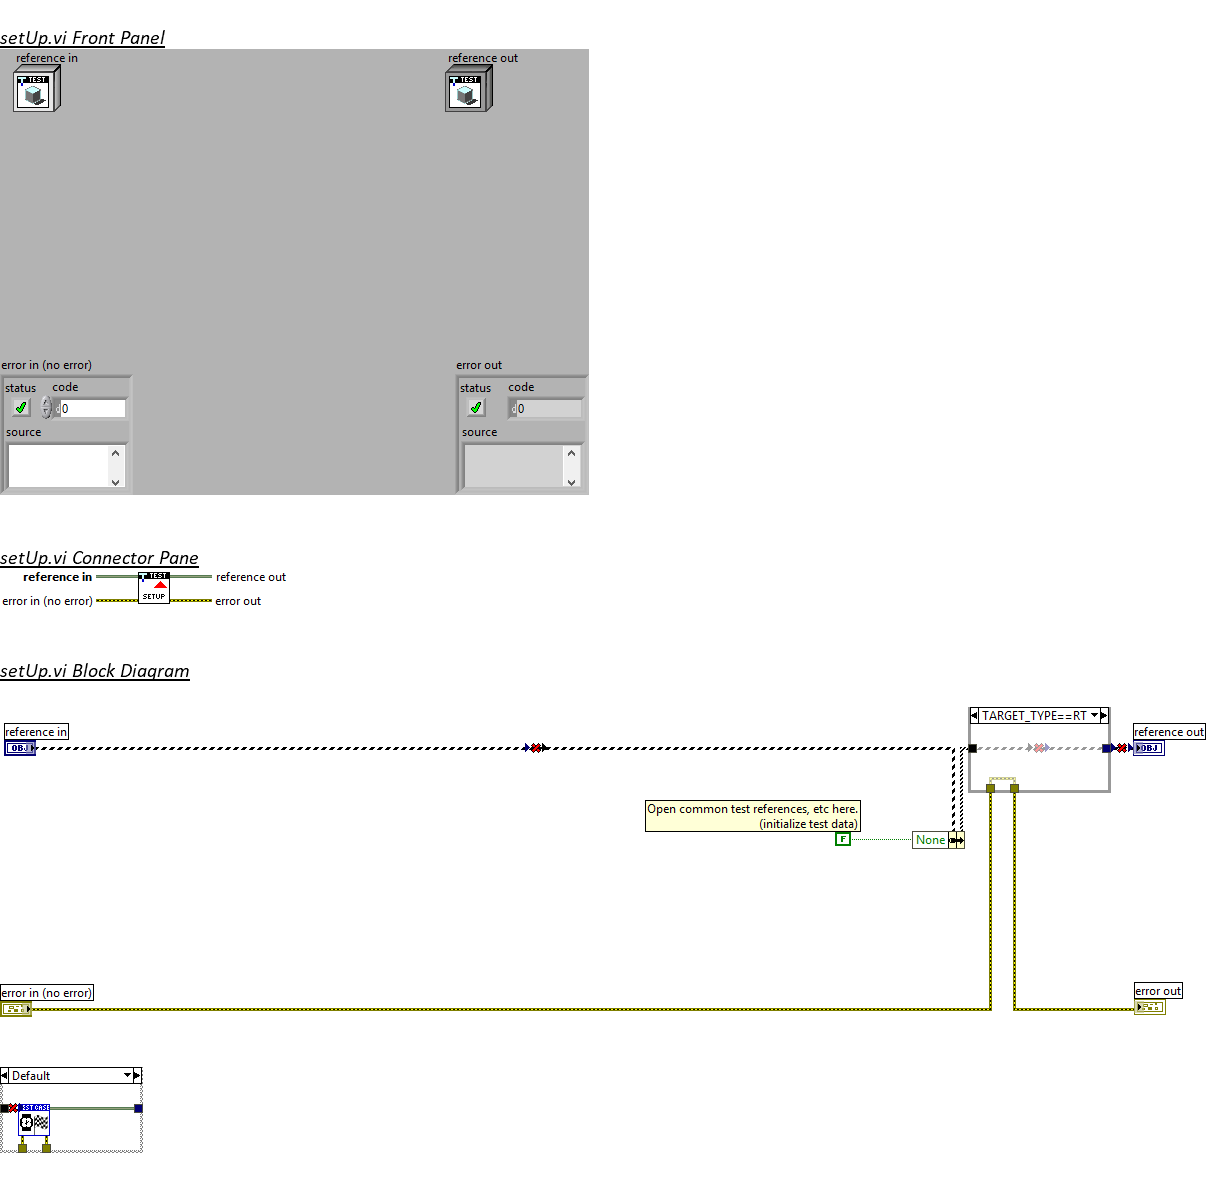 setUp.vi Front Panel
reference in
reference out
TEST
TEST
error in (no error)
error out
status
code
status
code
0
0
source
source
setUp.vi Connector Pane
reference in
TEST
SETUP
reference out
error in (no error)
error out
setUp.vi Block Diagram
TARGET_TYPE==RT
reference in
OBJ
reference out
OBJ
Open common test references, etc here.
(initialize test data)
F
None
error in (no error)
error out
Default
TEST CASE